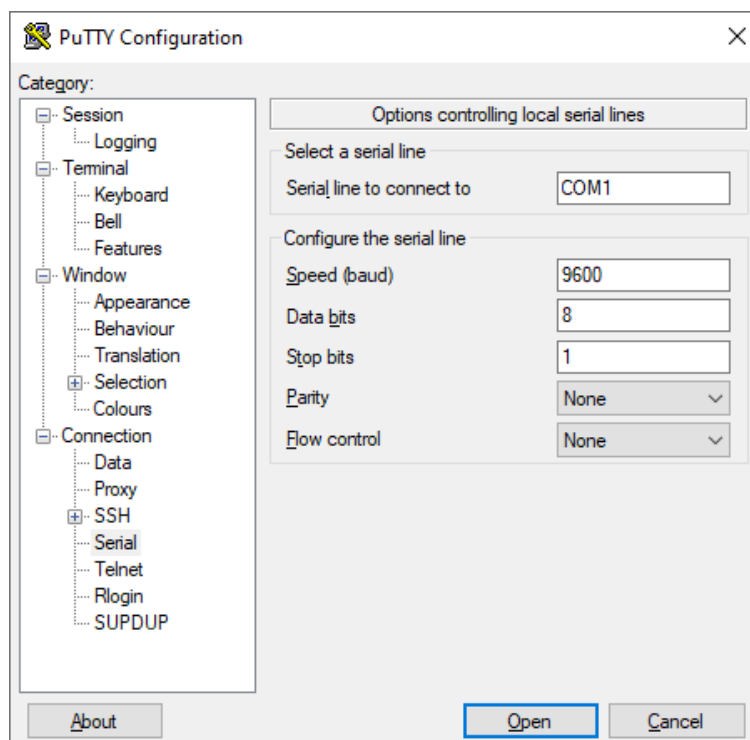 PuTTY Configuration
Category:
Session
Logging
Terminal
Keyboard
Bell
Features
Window
Appearance
Behaviour
Translation
Selection
Colours
Connection
Data
Proxy
SSH
Serial
Telnet
Rlogin
SUPDUP
Options controlling local serial lines
Select a serial line
Serial line to connect to COM1
Configure the serial line
Speed (baud) 9600
Data bits 8
Stop bits 1
Parity None
Flow control None
About Open Cancel